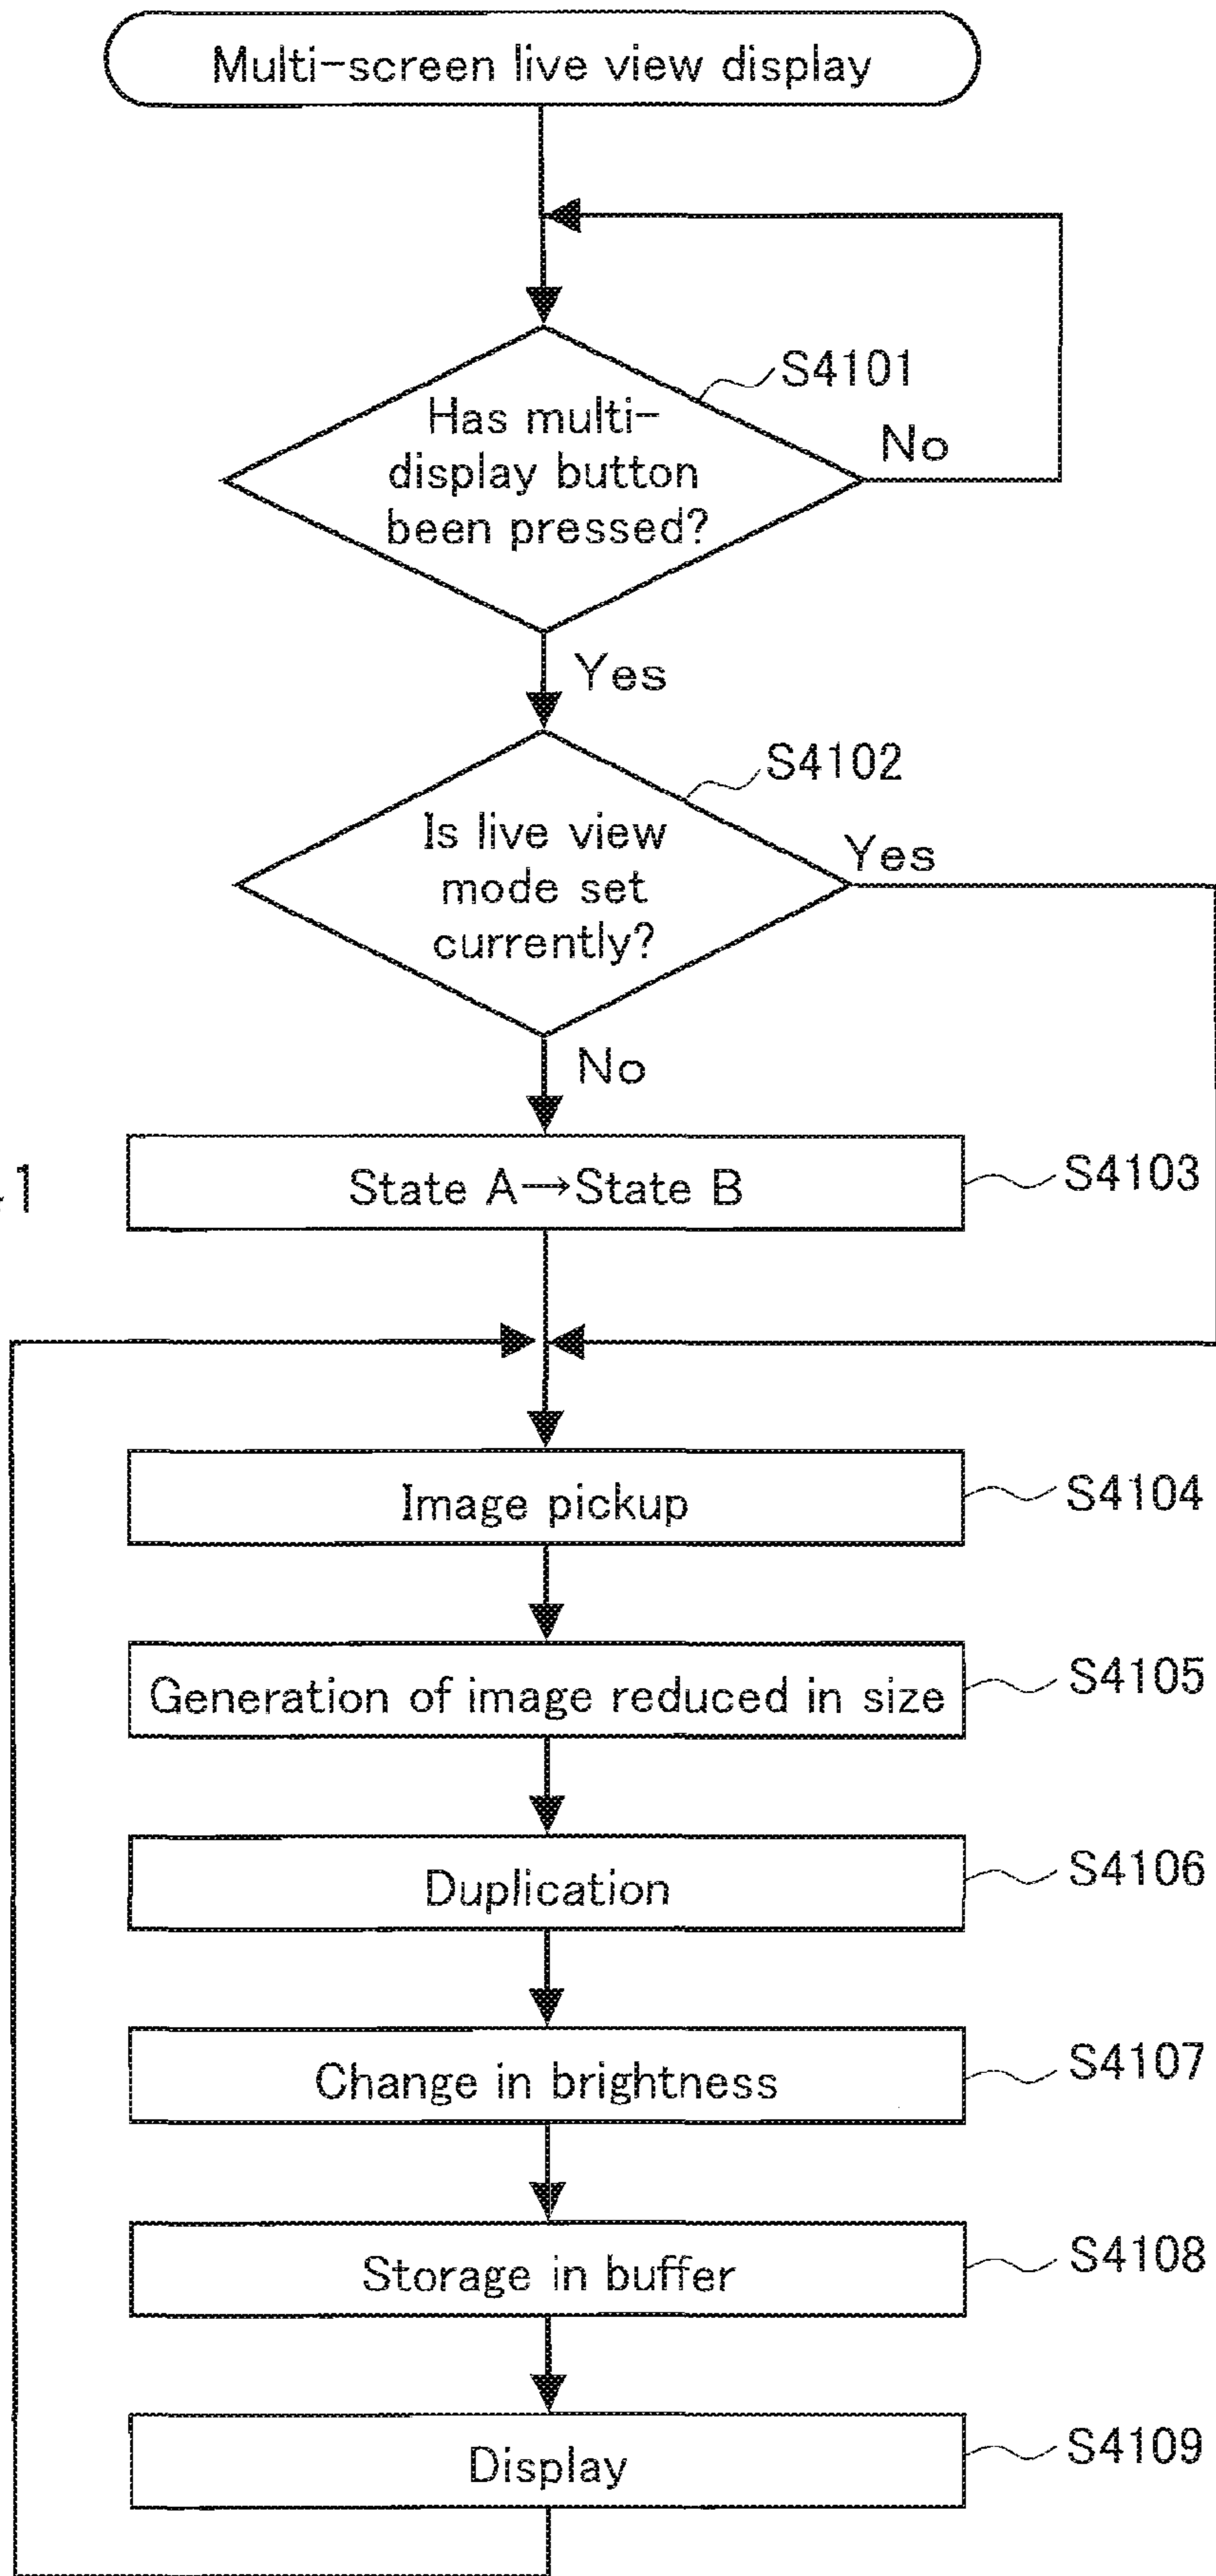 Multi-screen live view display
S4101
Has multi-
display button
been pressed?
No
Yes
S4102
Is live view
mode set
currently?
Yes
No
1
State A→State B
S4103
Image pickup
S4104
Generation of image reduced in size
S4105
Duplication
S4106
Change in brightness
S4107
Storage in buffer
S4108
Display
S4109